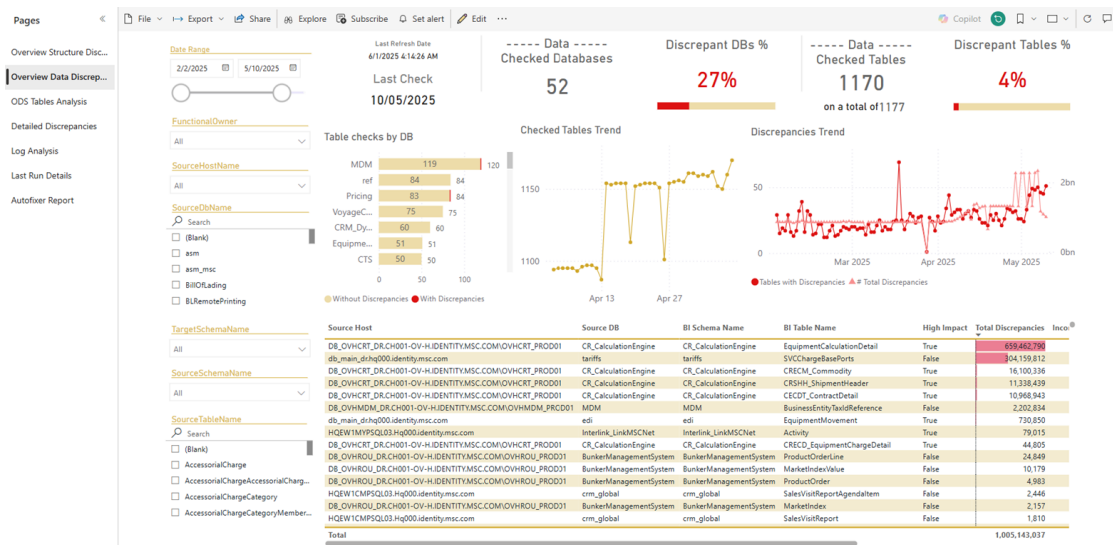 Pages
File
Export
Share
Explore
Subscribe
Set alert
Edit
Copilot
Overview Structure Disc...
Overview Data Discrep...
ODS Tables Analysis
Detailed Discrepancies
Log Analysis
Last Run Details
Autofixer Report
Date Range
2/2/2025
5/10/2025
FunctionalOwner
All
SourceHostName
All
SourceDbName
Search
(Blank)
asm
asm_msc
BillOfLading
BLRemotePrinting
TargetSchemaName
All
SourceSchemaName
All
SourceTableName
Search
(Blank)
AccessorialCharge
AccessorialChargeAccessorialCharg...
AccessorialChargeCategory
AccessorialChargeCategoryMember...
Last Refresh Date
6/1/2025 4:14:26 AM
Last Check
10/05/2025
----- Data -----
Checked Databases
52
Discrepant DBs %
27%
----- Data -----
Checked Tables
1170
on a total of 1177
Discrepant Tables %
4%
Table checks by DB
MDM 119 120
ref 84 84
Pricing 83 84
VoyageC... 75 75
CRM_Dy... 60 60
Equipme... 51 51
CTS 50 50
0 50 100
Without Discrepancies With Discrepancies
Checked Tables Trend
1150
1100
Apr 13 Apr 27
Discrepancies Trend
50
0
2bn
0bn
Mar 2025 Apr 2025 May 2025
Tables with Discrepancies # Total Discrepancies
Source Host Source DB BI Schema Name BI Table Name High Impact Total Discrepancies Inco
DB_OVHCRT_DR.CH001-OV-H.IDENTITY.MSC.COM\OVHCRT_PROD01 CR_CalculationEngine CR_CalculationEngine EquipmentCalculationDetail True 659,462,790
db_main_dr.hq000.identity.msc.com tariffs tariffs SVCChargeBasePorts False 304,159,812
DB_OVHCRT_DR.CH001-OV-H.IDENTITY.MSC.COM\OVHCRT_PROD01 CR_CalculationEngine CR_CalculationEngine CRECM_Commodity True 16,100,336
DB_OVHCRT_DR.CH001-OV-H.IDENTITY.MSC.COM\OVHCRT_PROD01 CR_CalculationEngine CR_CalculationEngine CRSHH_ShipmentHeader True 11,338,439
DB_OVHCRT_DR.CH001-OV-H.IDENTITY.MSC.COM\OVHCRT_PROD01 CR_CalculationEngine CR_CalculationEngine CECDT_ContractDetail True 10,968,943
DB_OVHMDM_DR.CH001-OV-H.IDENTITY.MSC.COM\OVHMDM_PRCD01 MDM MDM BusinessEntityTaxIdReference False 2,202,834
db_main_dr.hq000.identity.msc.com edi edi EquipmentMovement True 730,850
HQEW1MYPSQL03.Hq000.identity.msc.com Interlink_LinkMSCNet Interlink_LinkMSCNet Activity True 79,015
DB_OVHCRT_DR.CH001-OV-H.IDENTITY.MSC.COM\OVHCRT_PROD01 CR_CalculationEngine CR_CalculationEngine CRECD_EquipmentChargeDetail True 44,805
DB_OVHROU_DR.CH001-OV-H.IDENTITY.MSC.COM\OVHROU_PROD01 BunkerManagementSystem BunkerManagementSystem ProductOrderLine False 24,849
DB_OVHROU_DR.CH001-OV-H.IDENTITY.MSC.COM\OVHROU_PROD01 BunkerManagementSystem BunkerManagementSystem MarketIndexValue False 10,179
DB_OVHROU_DR.CH001-OV-H.IDENTITY.MSC.COM\OVHROU_PROD01 BunkerManagementSystem BunkerManagementSystem ProductOrder False 4,983
HQEW1CMPSQL03.Hq000.identity.msc.com crm_global crm_global SalesVisitReportAgendaItem False 2,446
DB_OVHROU_DR.CH001-OV-H.IDENTITY.MSC.COM\OVHROU_PROD01 BunkerManagementSystem BunkerManagementSystem MarketIndex False 2,157
HQEW1CMPSQL03.Hq000.identity.msc.com crm_global crm_global SalesVisitReport False 1,810
Total 1,005,143,037